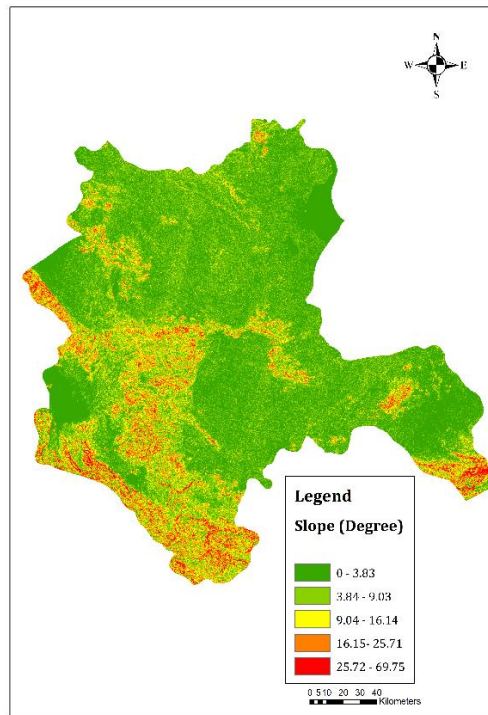 N
W E
S
Legend
Slope (Degree)
0 - 3.83
3.84 - 9.03
9.04 - 16.14
16.15- 25.71
25.72 - 69.75
0 5 10 20 30 40
Kilometers